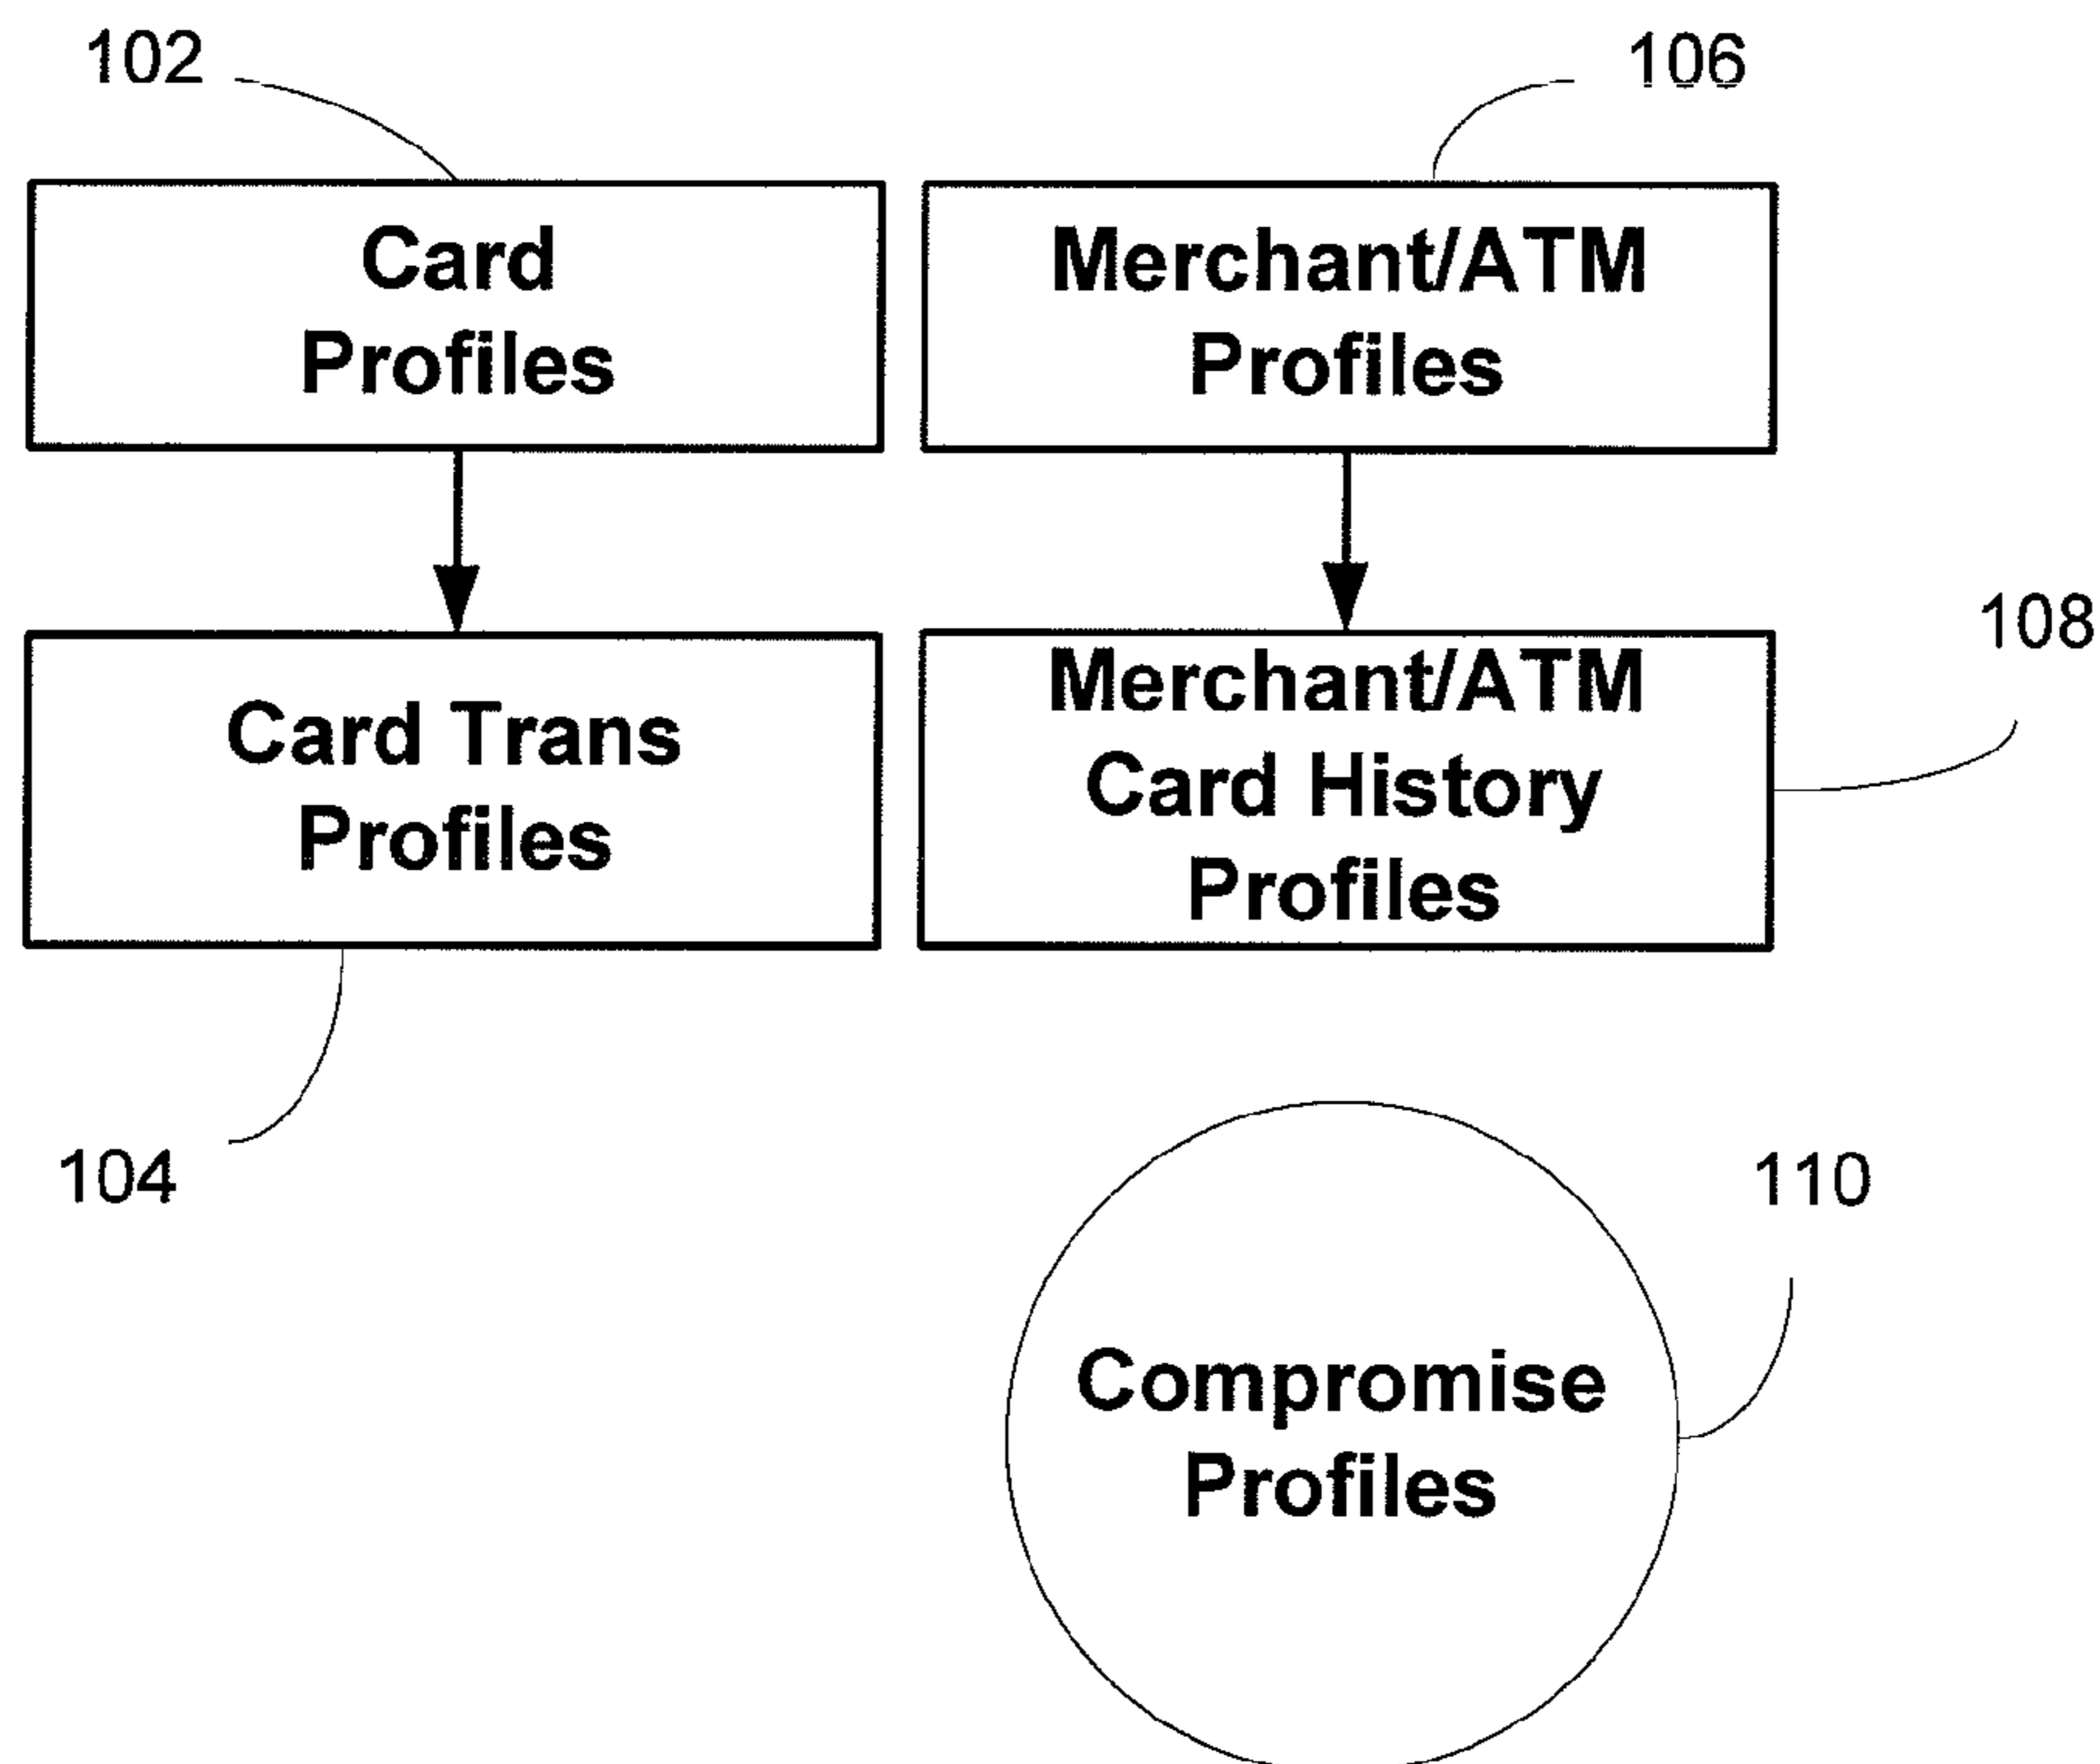 102
106
Card
Profiles
Merchant/ATM
Profiles
108
Card Trans
Profiles
Merchant/ATM
Card History
Profiles
104
110
Compromise
Profiles